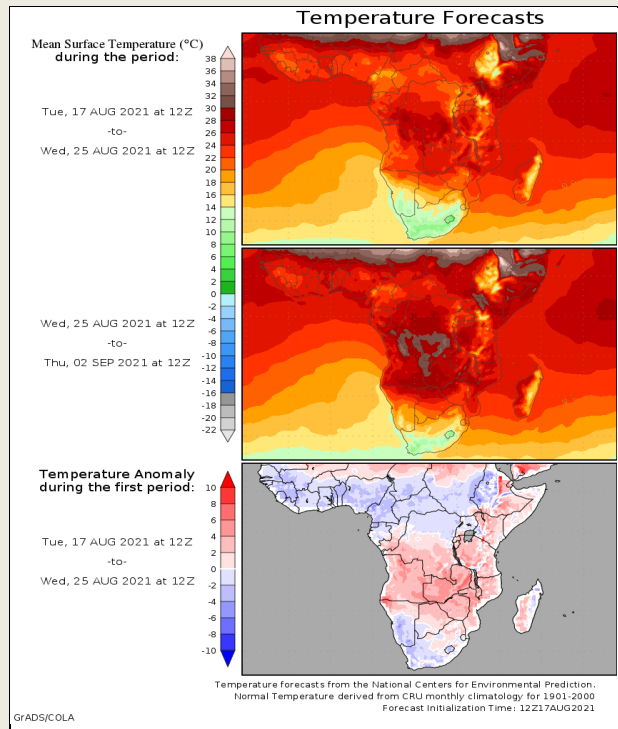 Temperature Forecasts
Mean Surface Temperature (°C)
during the period:
Tue, 17 AUG 2021 at 12Z
-to-
Wed, 25 AUG 2021 at 12Z
38
36
34
32
30
28
26
24
22
20
18
16
14
12
10
8
6
4
2
0
-2
-4
-6
-8
-10
-12
-14
-16
-18
-20
-22
Wed, 25 AUG 2021 at 12Z
-to-
Thu, 02 SEP 2021 at 12Z
Temperature Anomaly
during the first period:
Tue, 17 AUG 2021 at 12Z
-to-
Wed, 25 AUG 2021 at 12Z
10
8
6
4
2
0
-2
-4
-6
-8
-10
Temperature forecasts from the National Centers for Environmental Prediction.
Normal Temperature derived from CRU monthly climatology for 1901-2000
Forecast Initialization Time: 12Z17AUG2021
GrADS/COLA